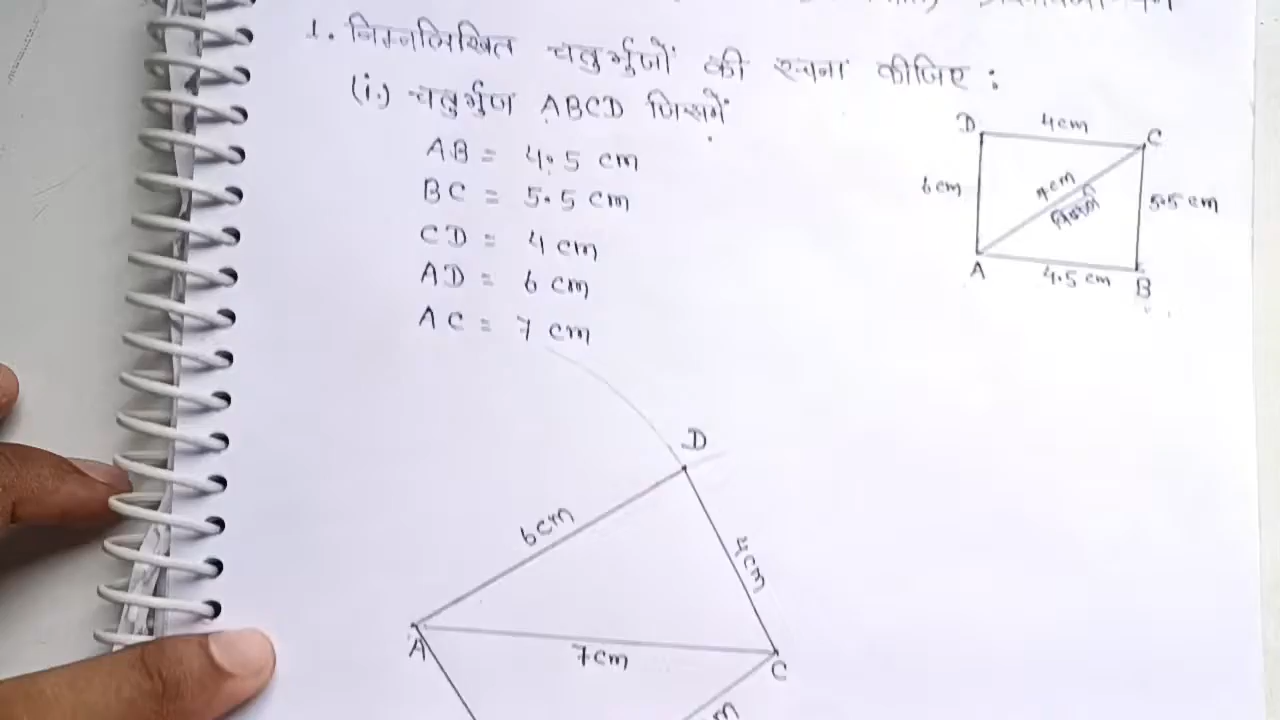 1. निम्नलिखित चतुर्भुजों की रचना कीजिए :
(i.) चतुर्भुज ABCD जिसमें
AB = 4.5 cm
BC = 5.5 cm
CD = 4 cm
AD = 6 cm
AC = 7 cm
D 4cm C
6cm 7cm विकर्ण 5.5 cm
A 4.5 cm B
D
6cm 4cm
A 7cm C
m